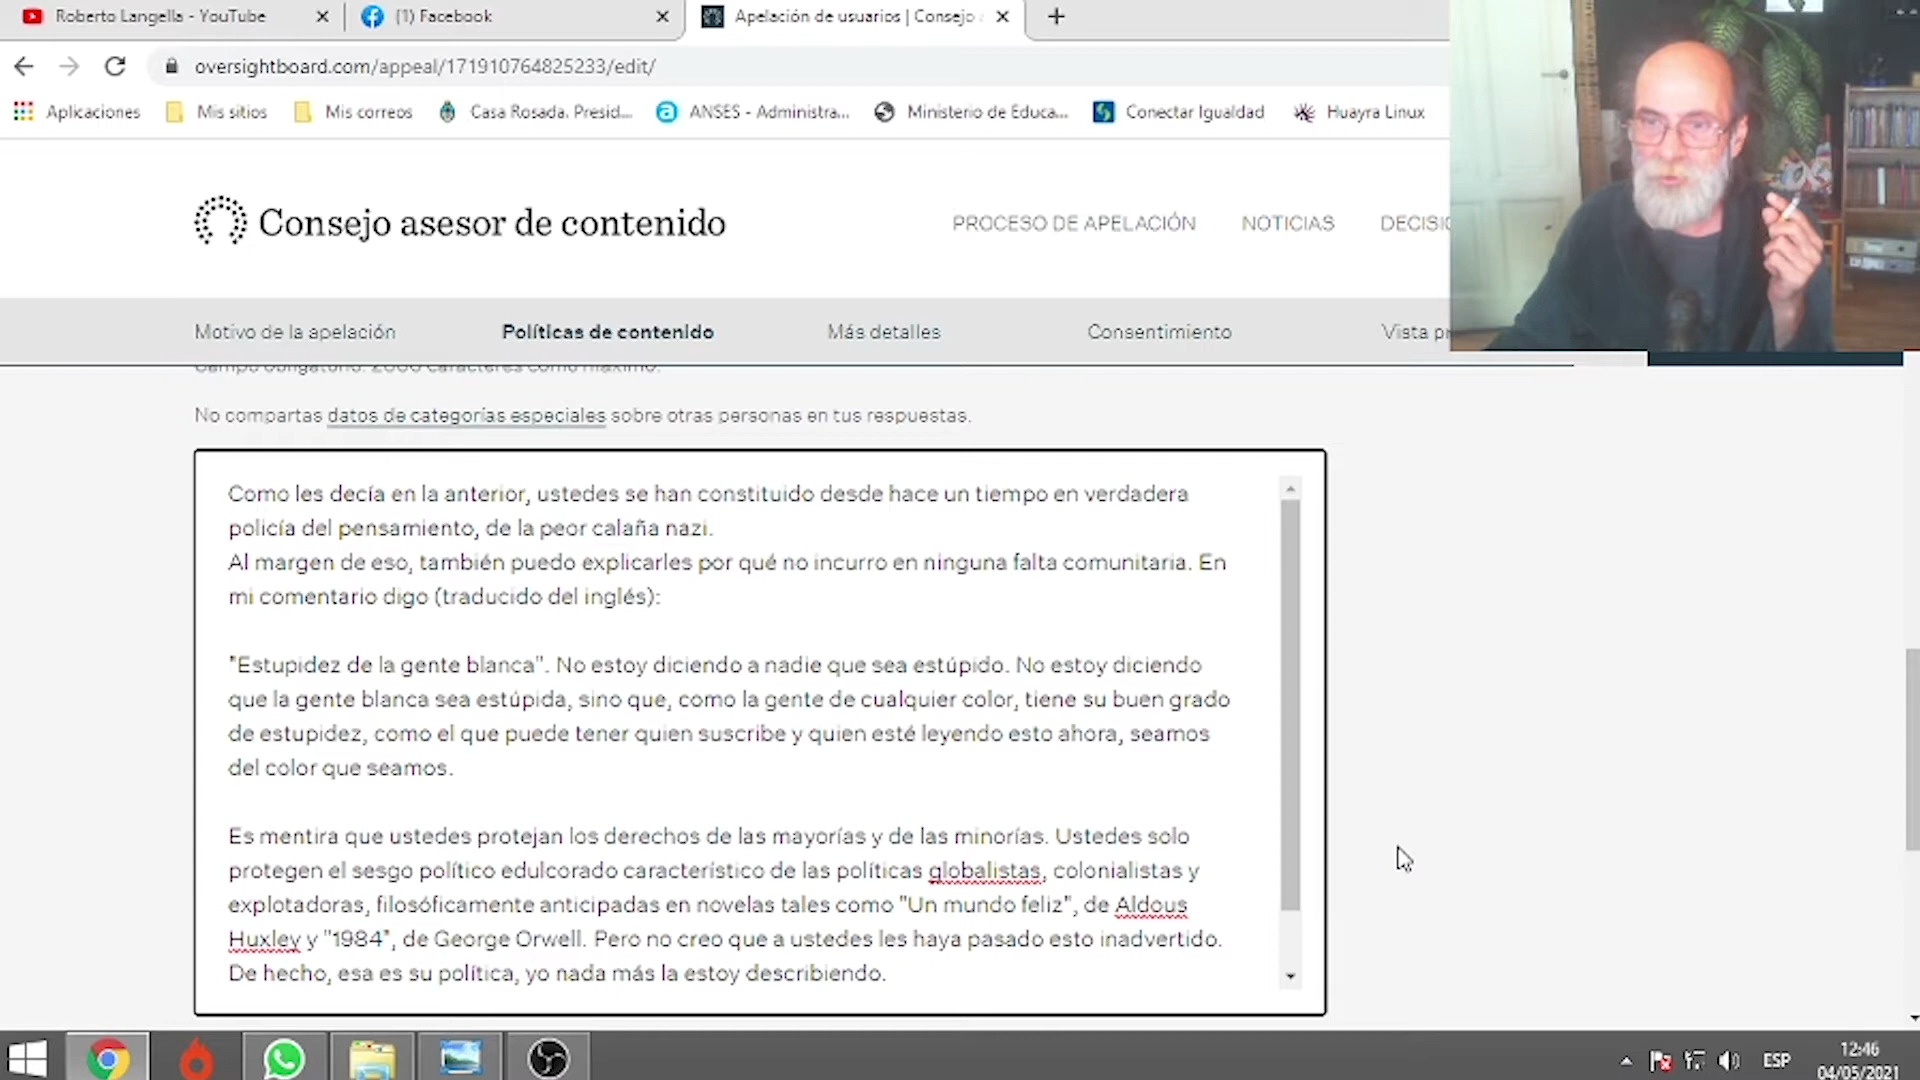 Roberto Langella - YouTube
(1) Facebook
Apelación de usuarios | Consejo a
oversightboard.com/appeal/171910764825233/edit/
Aplicaciones
Mis sitios
Mis correos
Casa Rosada. Presid...
ANSES - Administra...
Ministerio de Educa...
Conectar Igualdad
Huayra Linux
Consejo asesor de contenido
PROCESO DE APELACIÓN
NOTICIAS
DECISIO
Motivo de la apelación
Políticas de contenido
Más detalles
Consentimiento
Vista pr
Campo obligatorio. 2000 caracteres como máximo.
No compartas datos de categorías especiales sobre otras personas en tus respuestas.
Como les decía en la anterior, ustedes se han constituido desde hace un tiempo en verdadera
policía del pensamiento, de la peor calaña nazi.
Al margen de eso, también puedo explicarles por qué no incurro en ninguna falta comunitaria. En
mi comentario digo (traducido del inglés):
"Estupidez de la gente blanca". No estoy diciendo a nadie que sea estúpido. No estoy diciendo
que la gente blanca sea estúpida, sino que, como la gente de cualquier color, tiene su buen grado
de estupidez, como el que puede tener quien suscribe y quien esté leyendo esto ahora, seamos
del color que seamos.
Es mentira que ustedes protejan los derechos de las mayorías y de las minorías. Ustedes solo
protegen el sesgo político edulcorado característico de las políticas globalistas, colonialistas y
explotadoras, filosóficamente anticipadas en novelas tales como "Un mundo feliz", de Aldous
Huxley y "1984", de George Orwell. Pero no creo que a ustedes les haya pasado esto inadvertido.
De hecho, esa es su política, yo nada más la estoy describiendo.
ESP
12:46
04/05/2021